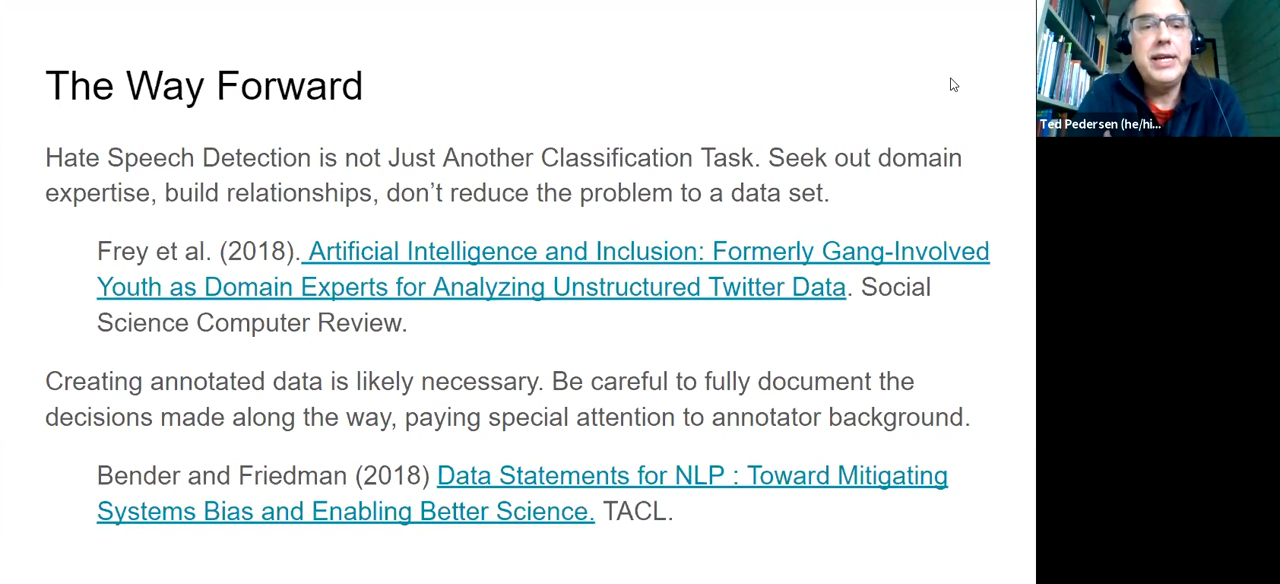 The Way Forward
Hate Speech Detection is not Just Another Classification Task. Seek out domain
expertise, build relationships, don’t reduce the problem to a data set.
Frey et al. (2018). Artificial Intelligence and Inclusion: Formerly Gang-Involved
Youth as Domain Experts for Analyzing Unstructured Twitter Data. Social
Science Computer Review.
Creating annotated data is likely necessary. Be careful to fully document the
decisions made along the way, paying special attention to annotator background.
Bender and Friedman (2018) Data Statements for NLP : Toward Mitigating
Systems Bias and Enabling Better Science. TACL.
Ted Pedersen (he/hi...